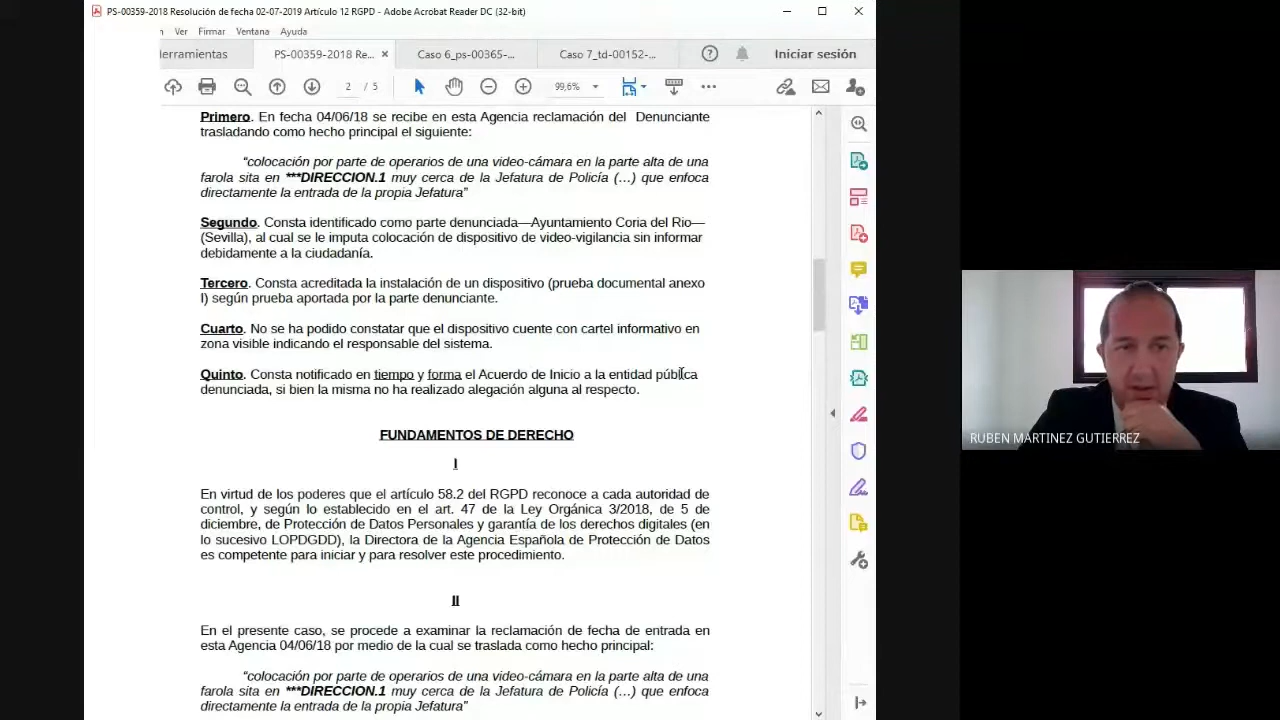 PS-00359-2018 Resolución de fecha 02-07-2019 Artículo 12 RGPD - Adobe Acrobat Reader DC (32-bit)
Ver Firmar Ventana Ayuda
Herramientas PS-00359-2018 Re... × Caso 6_ps-00365-... Caso 7_td-00152-... Iniciar sesión
2 / 5 99,6%
Primero. En fecha 04/06/18 se recibe en esta Agencia reclamación del Denunciante
trasladando como hecho principal el siguiente:
“colocación por parte de operarios de una video-cámara en la parte alta de una
farola sita en ***DIRECCION.1 muy cerca de la Jefatura de Policía (…) que enfoca
directamente la entrada de la propia Jefatura”
Segundo. Consta identificado como parte denunciada—Ayuntamiento Coria del Rio—
(Sevilla), al cual se le imputa colocación de dispositivo de video-vigilancia sin informar
debidamente a la ciudadanía.
Tercero. Consta acreditada la instalación de un dispositivo (prueba documental anexo
I) según prueba aportada por la parte denunciante.
Cuarto. No se ha podido constatar que el dispositivo cuente con cartel informativo en
zona visible indicando el responsable del sistema.
Quinto. Consta notificado en tiempo y forma el Acuerdo de Inicio a la entidad pública
denunciada, si bien la misma no ha realizado alegación alguna al respecto.
FUNDAMENTOS DE DERECHO
I
En virtud de los poderes que el artículo 58.2 del RGPD reconoce a cada autoridad de
control, y según lo establecido en el art. 47 de la Ley Orgánica 3/2018, de 5 de
diciembre, de Protección de Datos Personales y garantía de los derechos digitales (en
lo sucesivo LOPDGDD), la Directora de la Agencia Española de Protección de Datos
es competente para iniciar y para resolver este procedimiento.
II
En el presente caso, se procede a examinar la reclamación de fecha de entrada en
esta Agencia 04/06/18 por medio de la cual se traslada como hecho principal:
“colocación por parte de operarios de una video-cámara en la parte alta de una
farola sita en ***DIRECCION.1 muy cerca de la Jefatura de Policía (…) que enfoca
directamente la entrada de la propia Jefatura”
RUBEN MARTINEZ GUTIERREZ